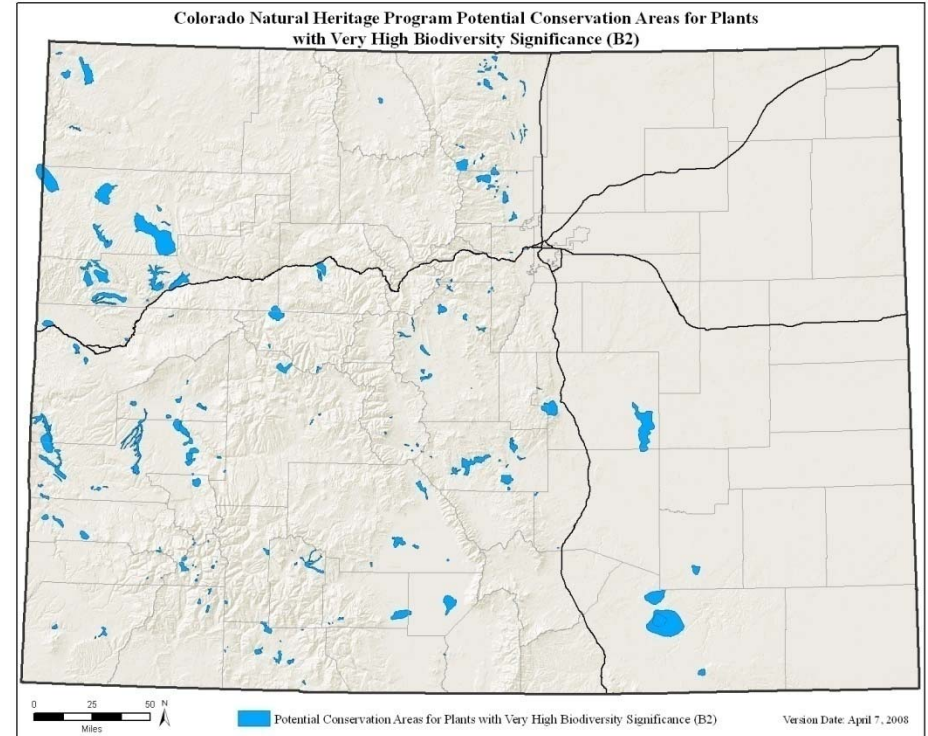 Colorado Natural Heritage Program Potential Conservation Areas for Plants
with Very High Biodiversity Significance (B2)
0 25 50 N
Miles
Potential Conservation Areas for Plants with Very High Biodiversity Significance (B2)
Version Date: April 7, 2008